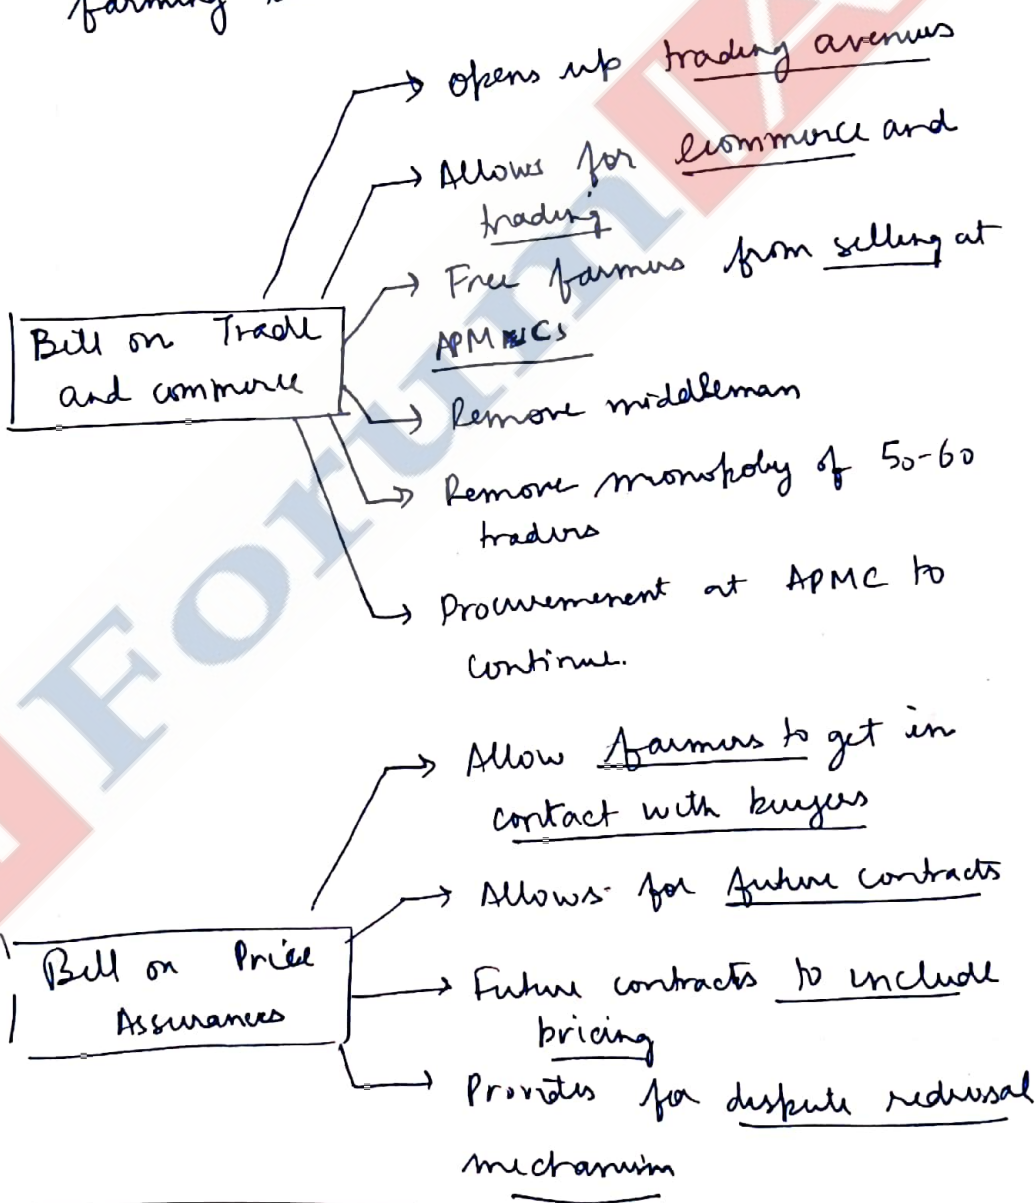 farming
opens up trading avenues
Allows for ecommerce and
trading
Free farmers from selling at
APMCs
Bill on Trade
and commerce
Remove middleman
Remove monopoly of 50-60
traders
Procuremenent at APMC to
continue.
Allow farmers to get in
contact with buyers
Allows for future contracts
Bill on Price
Assurances
Future contracts to include
pricing
Provides for dispute redressal
mechanism
Forum IA